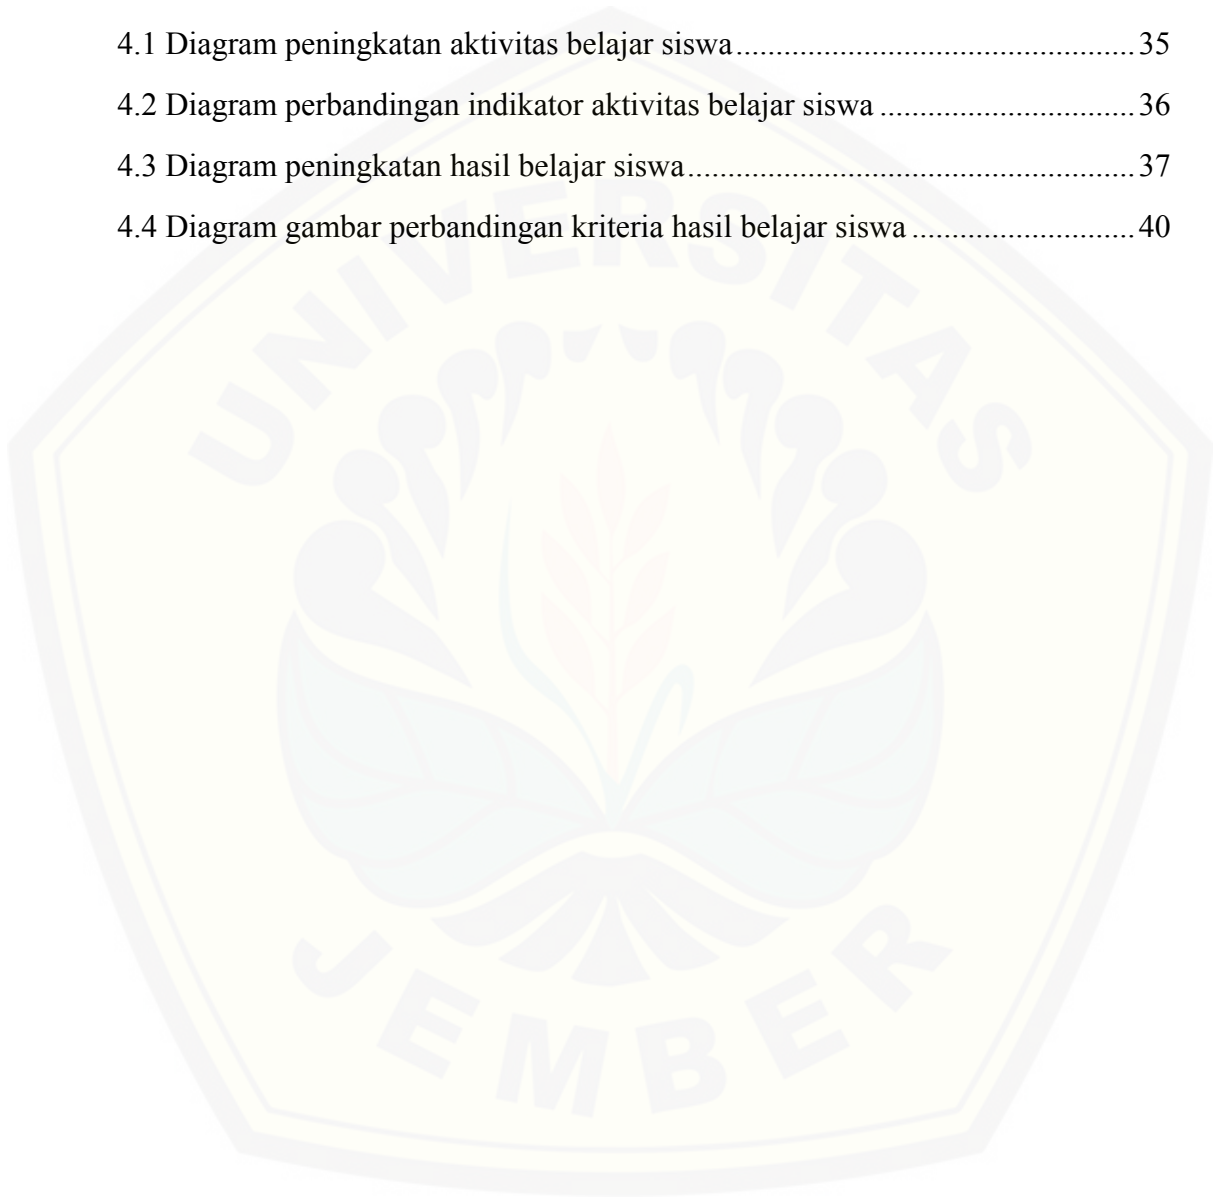 4.1 Diagram peningkatan aktivitas belajar siswa.................................................. 35
4.2 Diagram perbandingan indikator aktivitas belajar siswa ................................ 36
4.3 Diagram peningkatan hasil belajar siswa........................................................ 37
4.4 Diagram gambar perbandingan kriteria hasil belajar siswa ............................ 40
UNIVERSITAS
JEMBER